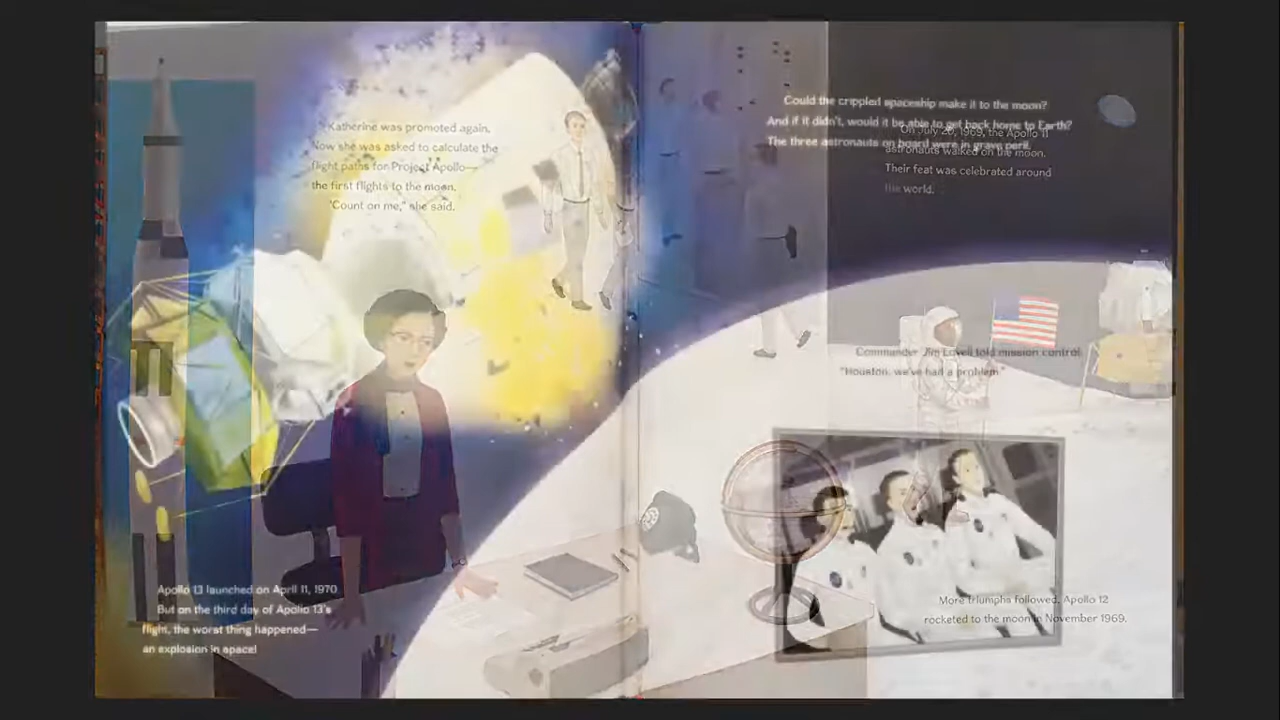 Katherine was promoted again.
Now she was asked to calculate the
flight paths for Project Apollo—
the first flights to the moon.
"Count on me," she said.
Could the crippled spaceship make it to the moon?
And if it didn't, would it be able to get back home to Earth?
The three astronauts on board were in grave peril.
On July 20, 1969, the Apollo 11
astronauts walked on the moon.
Their feat was celebrated around
the world.
Commander Jim Lovell told mission control,
"Houston, we've had a problem."
Apollo 13 launched on April 11, 1970.
But on the third day of Apollo 13's
flight, the worst thing happened—
an explosion in space!
More triumphs followed. Apollo 12
rocketed to the moon in November 1969.